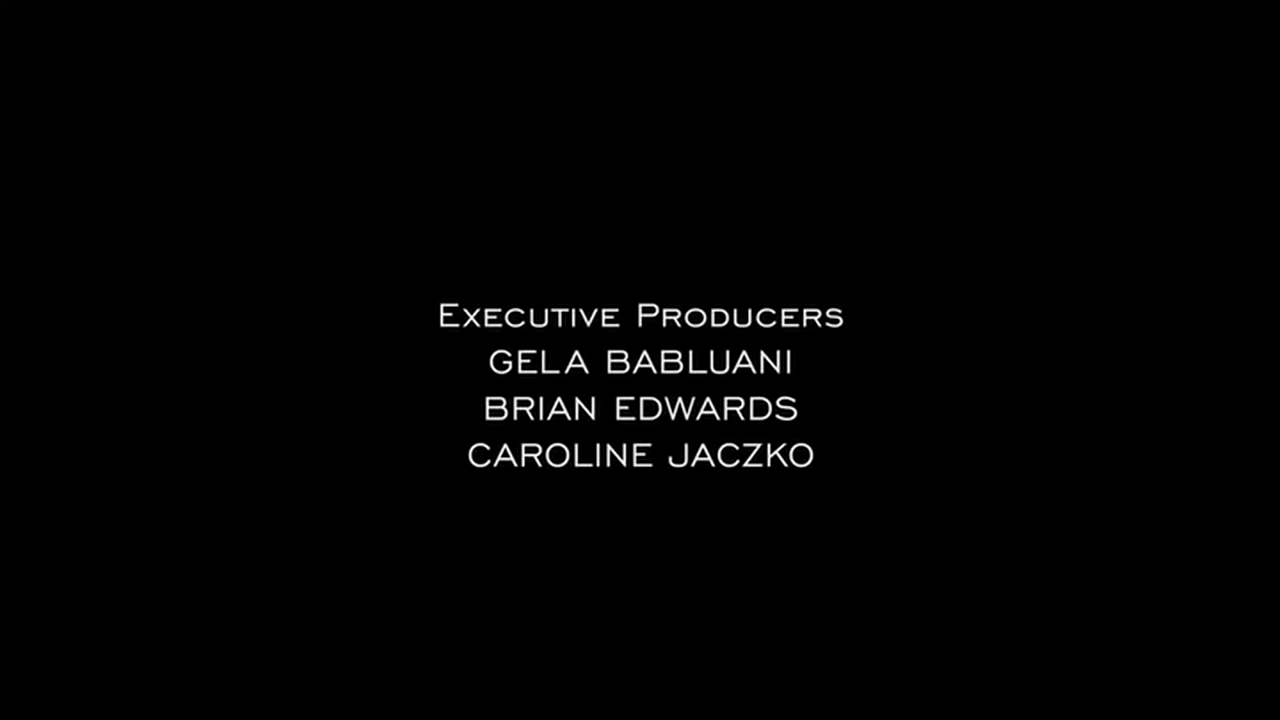 Executive Producers
GELA BABLUANI
BRIAN EDWARDS
CAROLINE JACZKO